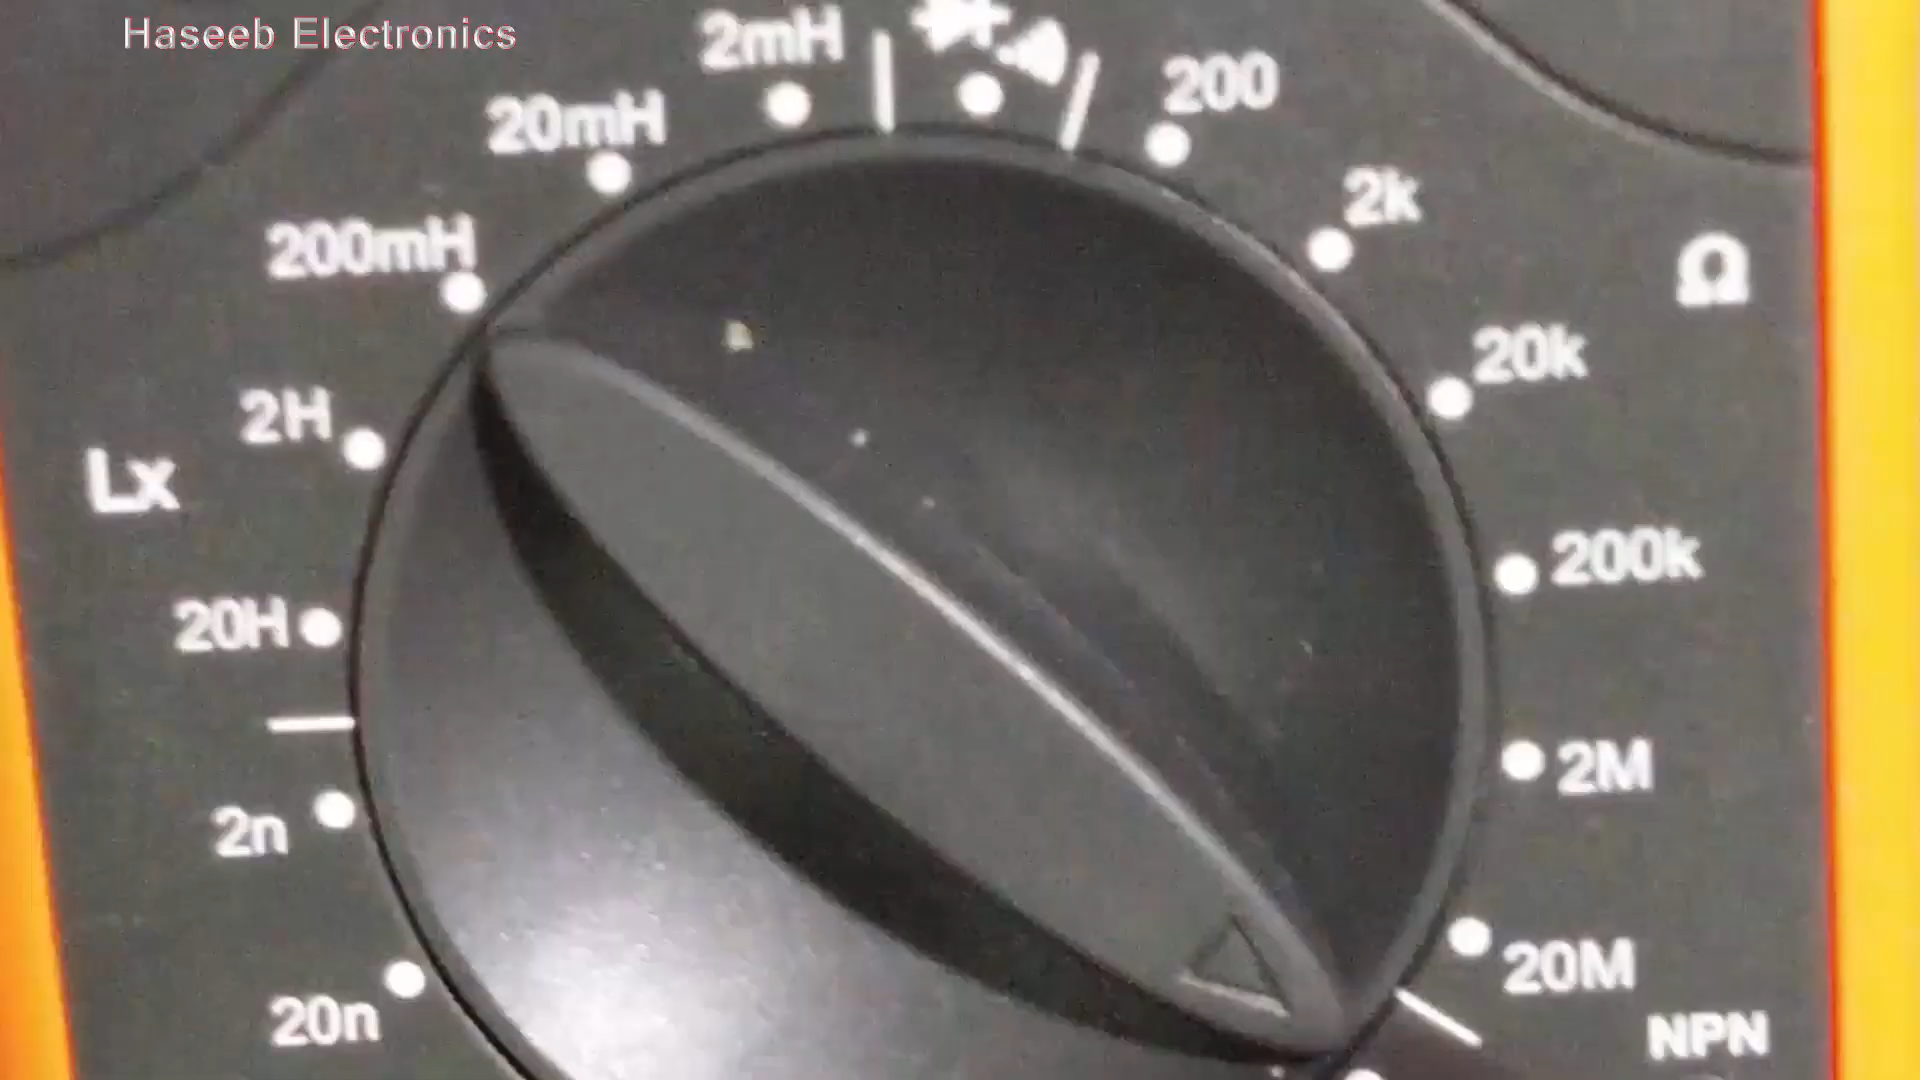 Haseeb Electronics
2mH
200
20mH
2k
200mH
Ω
20k
2H
Lx
200k
20H
2M
2n
20M
20n
NPN